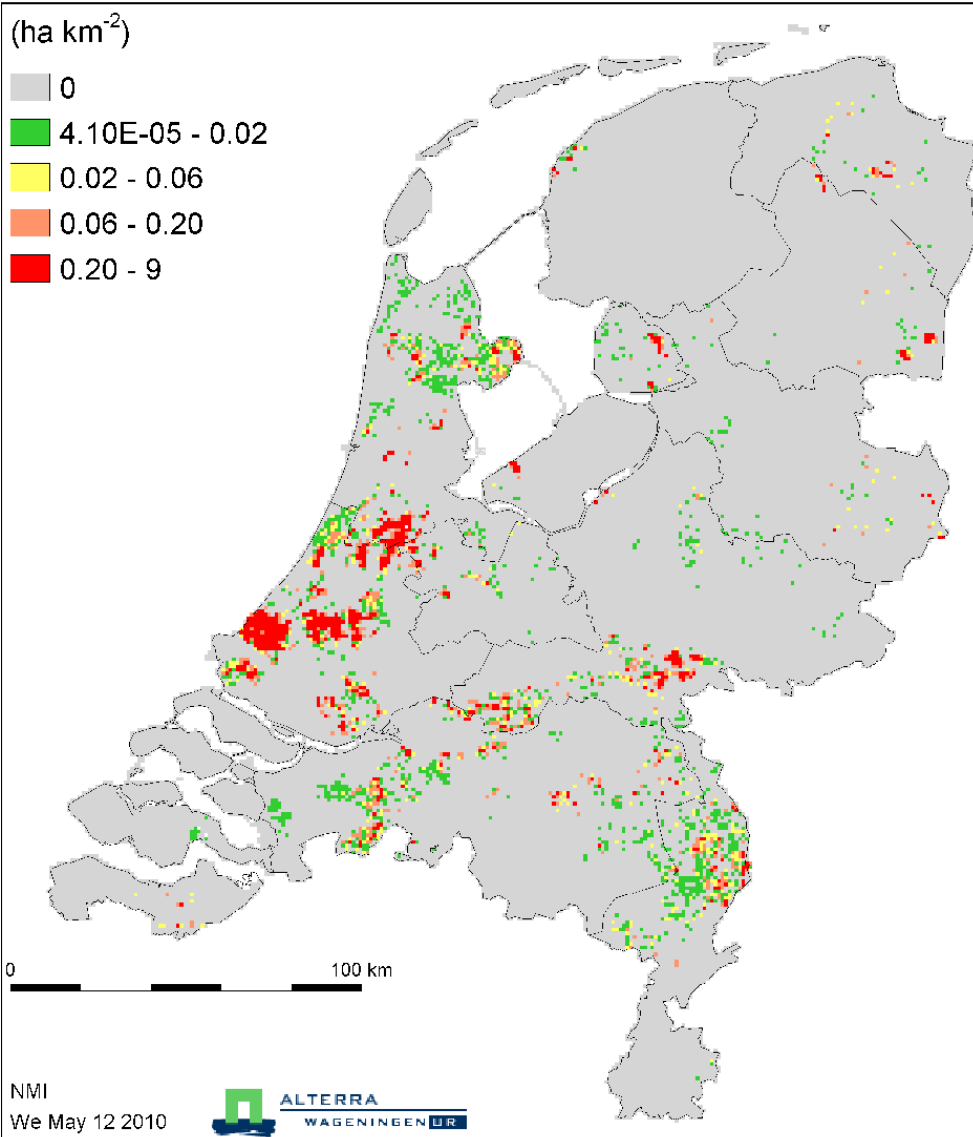 (ha km-2)
0
4.10E-05 - 0.02
0.02 - 0.06
0.06 - 0.20
0.20 - 9
0 100 km
NMI
We May 12 2010
ALTERRA
WAGENINGEN UR